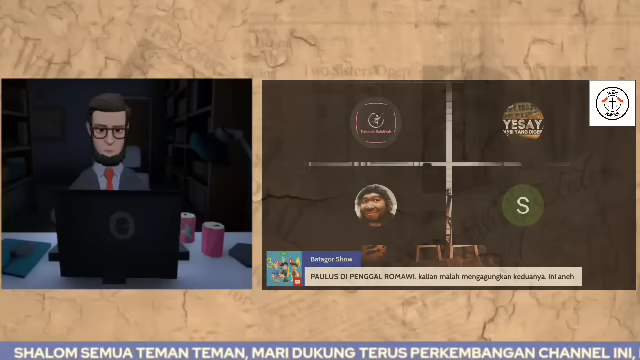 YESAY
S
G
Batagor Show
PAULUS DI PENGGAL ROMAWI. kalian malah mengagungkan keduanya. ini aneh
SHALOM SEMUA TEMAN TEMAN, MARI DUKUNG TERUS PERKEMBANGAN CHANNEL INI,